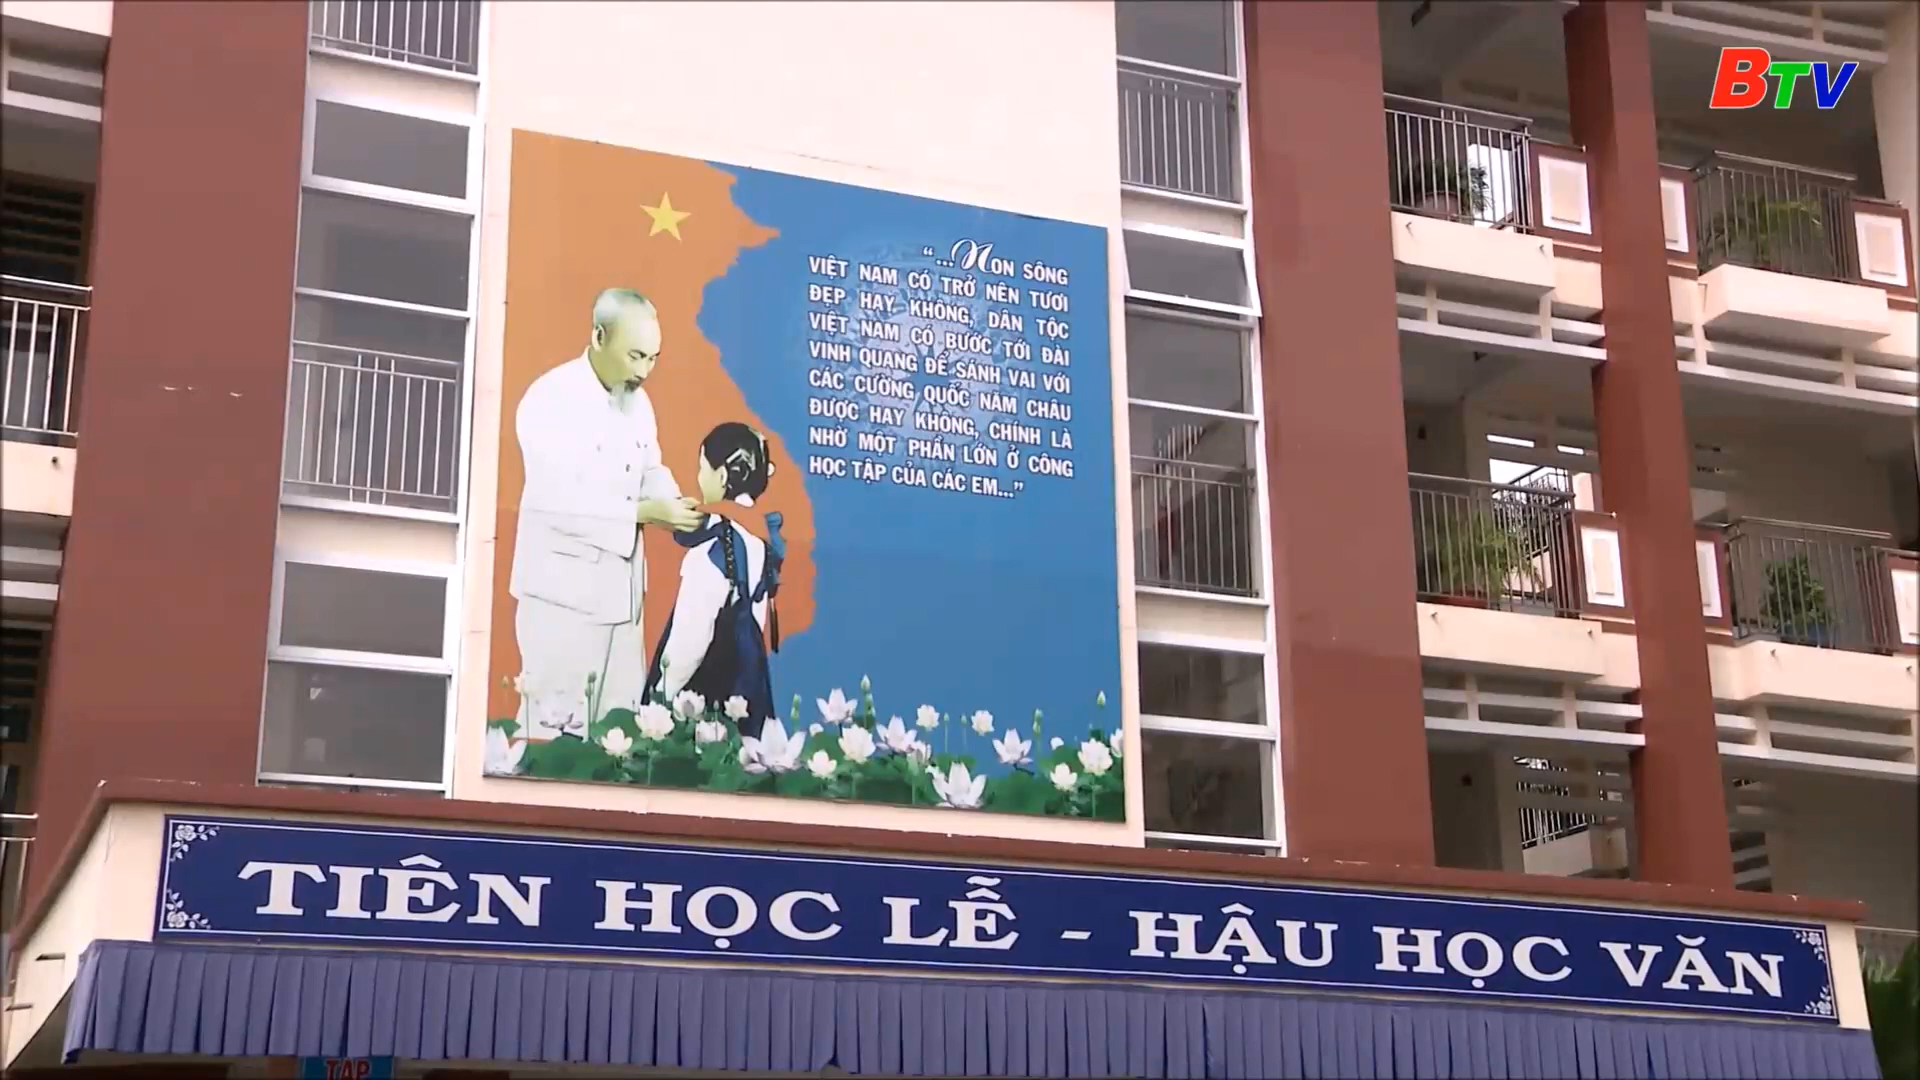 BTV
“...Non sông
VIỆT NAM CÓ TRỞ NÊN TƯƠI
ĐẸP HAY KHÔNG, DÂN TỘC
VIỆT NAM CÓ BƯỚC TỚI ĐÀI
VINH QUANG ĐỂ SÁNH VAI VỚI
CÁC CƯỜNG QUỐC NĂM CHÂU
ĐƯỢC HAY KHÔNG, CHÍNH LÀ
NHỜ MỘT PHẦN LỚN Ở CÔNG
HỌC TẬP CỦA CÁC EM...”
TIÊN HỌC LỄ - HẬU HỌC VĂN